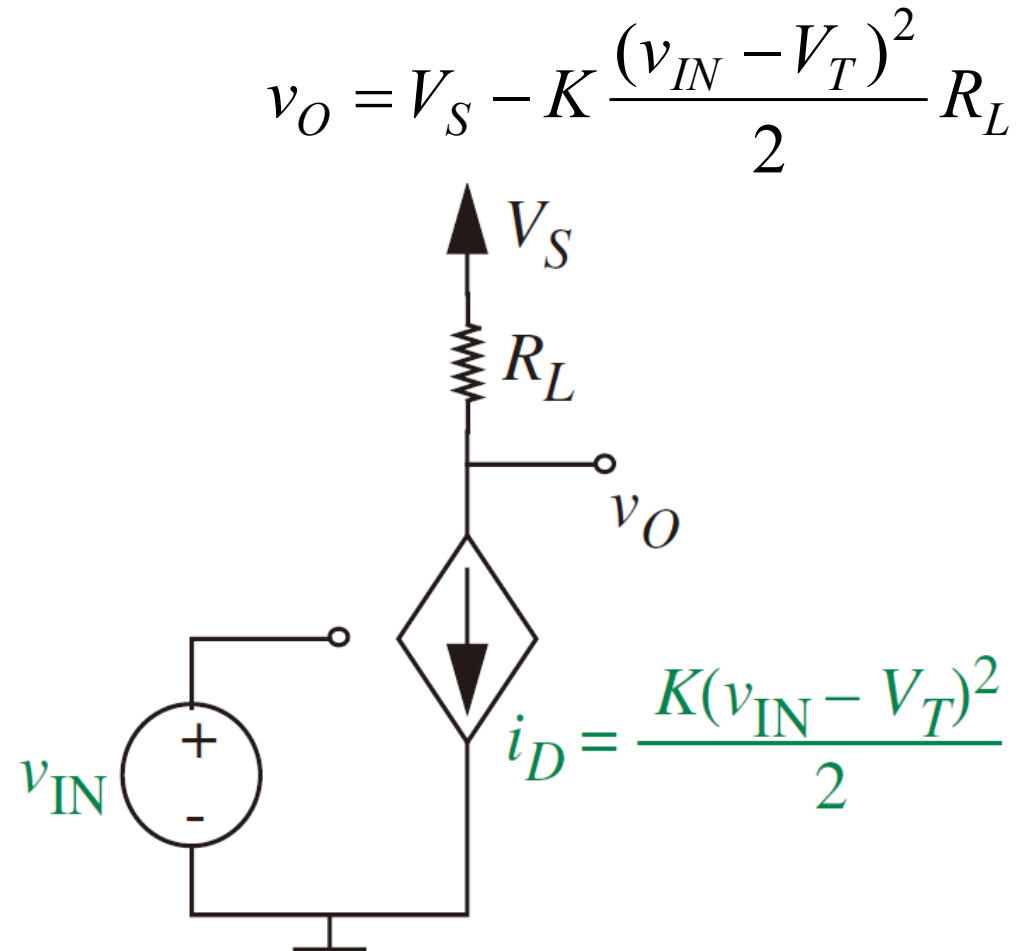 v_O = V_S − K (v_IN − V_T)^2 / 2 R_L
V_S
R_L
v_O
i_D = K(v_IN − V_T)^2 / 2
v_IN
+
-